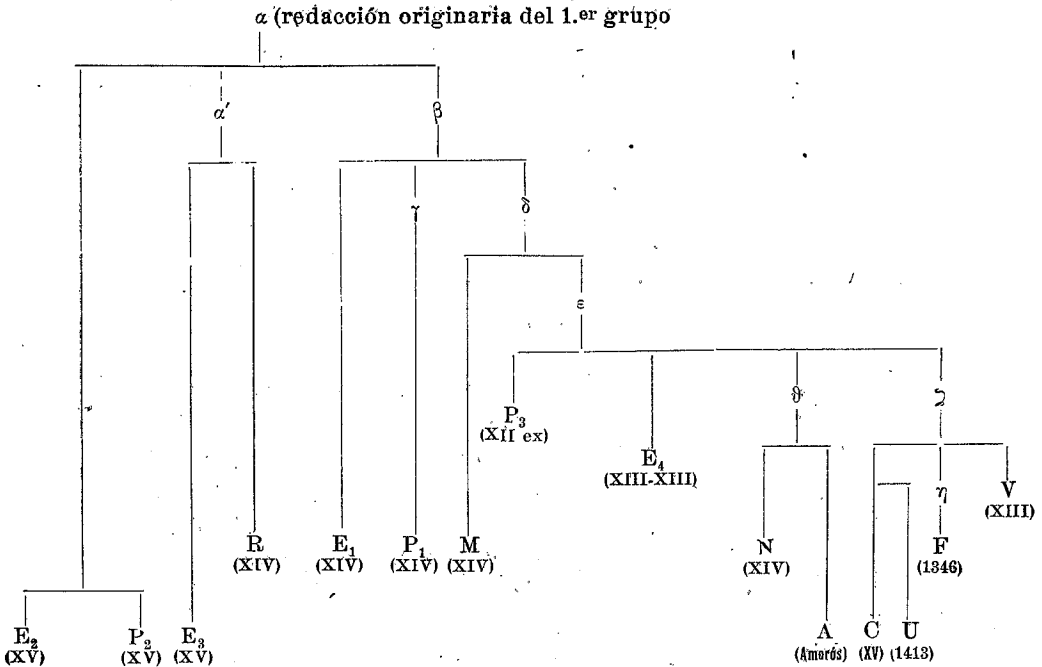 α (redacción originaria del 1.er grupo
α′ β
γ δ
ε
P₃
(XII ex)
E₄
(XIII-XIII)
ϑ ζ
η
V
(XIII)
R
(XIV)
E₁
(XIV)
P₁
(XIV)
M
(XIV)
N
(XIV)
F
(1346)
E₂
(XV)
P₂
(XV)
E₃
(XV)
A
(Amorós)
C
(XV)
U
(1413)